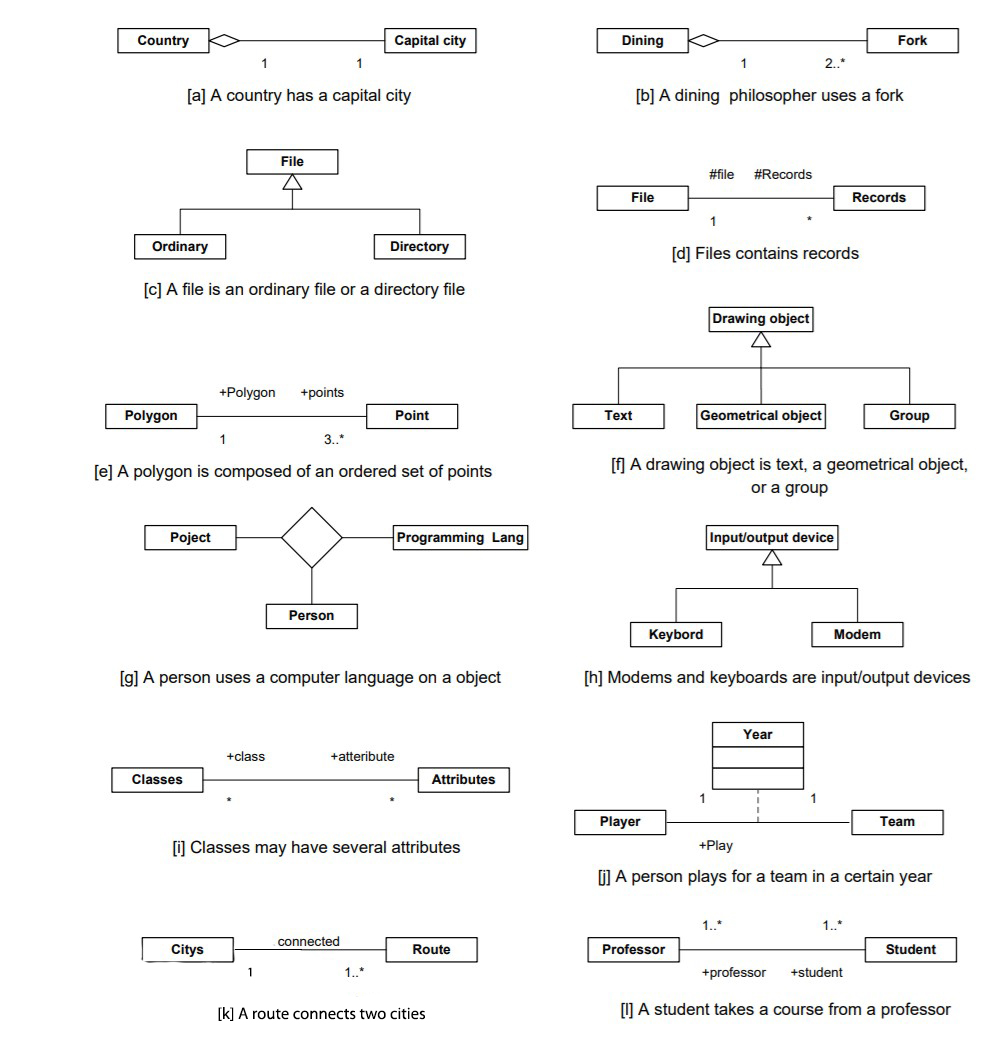 Country
Capital city
1
1
[a] A country has a capital city
Dining
Fork
1
2..*
[b] A dining philosopher uses a fork
File
Ordinary
Directory
[c] A file is an ordinary file or a directory file
#file
#Records
File
Records
1
*
[d] Files contains records
+Polygon
+points
Polygon
Point
1
3..*
[e] A polygon is composed of an ordered set of points
Drawing object
Text
Geometrical object
Group
[f] A drawing object is text, a geometrical object,
or a group
Poject
Programming Lang
Person
[g] A person uses a computer language on a object
Input/output device
Keybord
Modem
[h] Modems and keyboards are input/output devices
+class
+atteribute
Classes
Attributes
*
*
[i] Classes may have several attributes
Year
1
1
Player
Team
+Play
[j] A person plays for a team in a certain year
Citys
connected
Route
1
1..*
[k] A route connects two cities
1..*
1..*
Professor
Student
+professor
+student
[l] A student takes a course from a professor